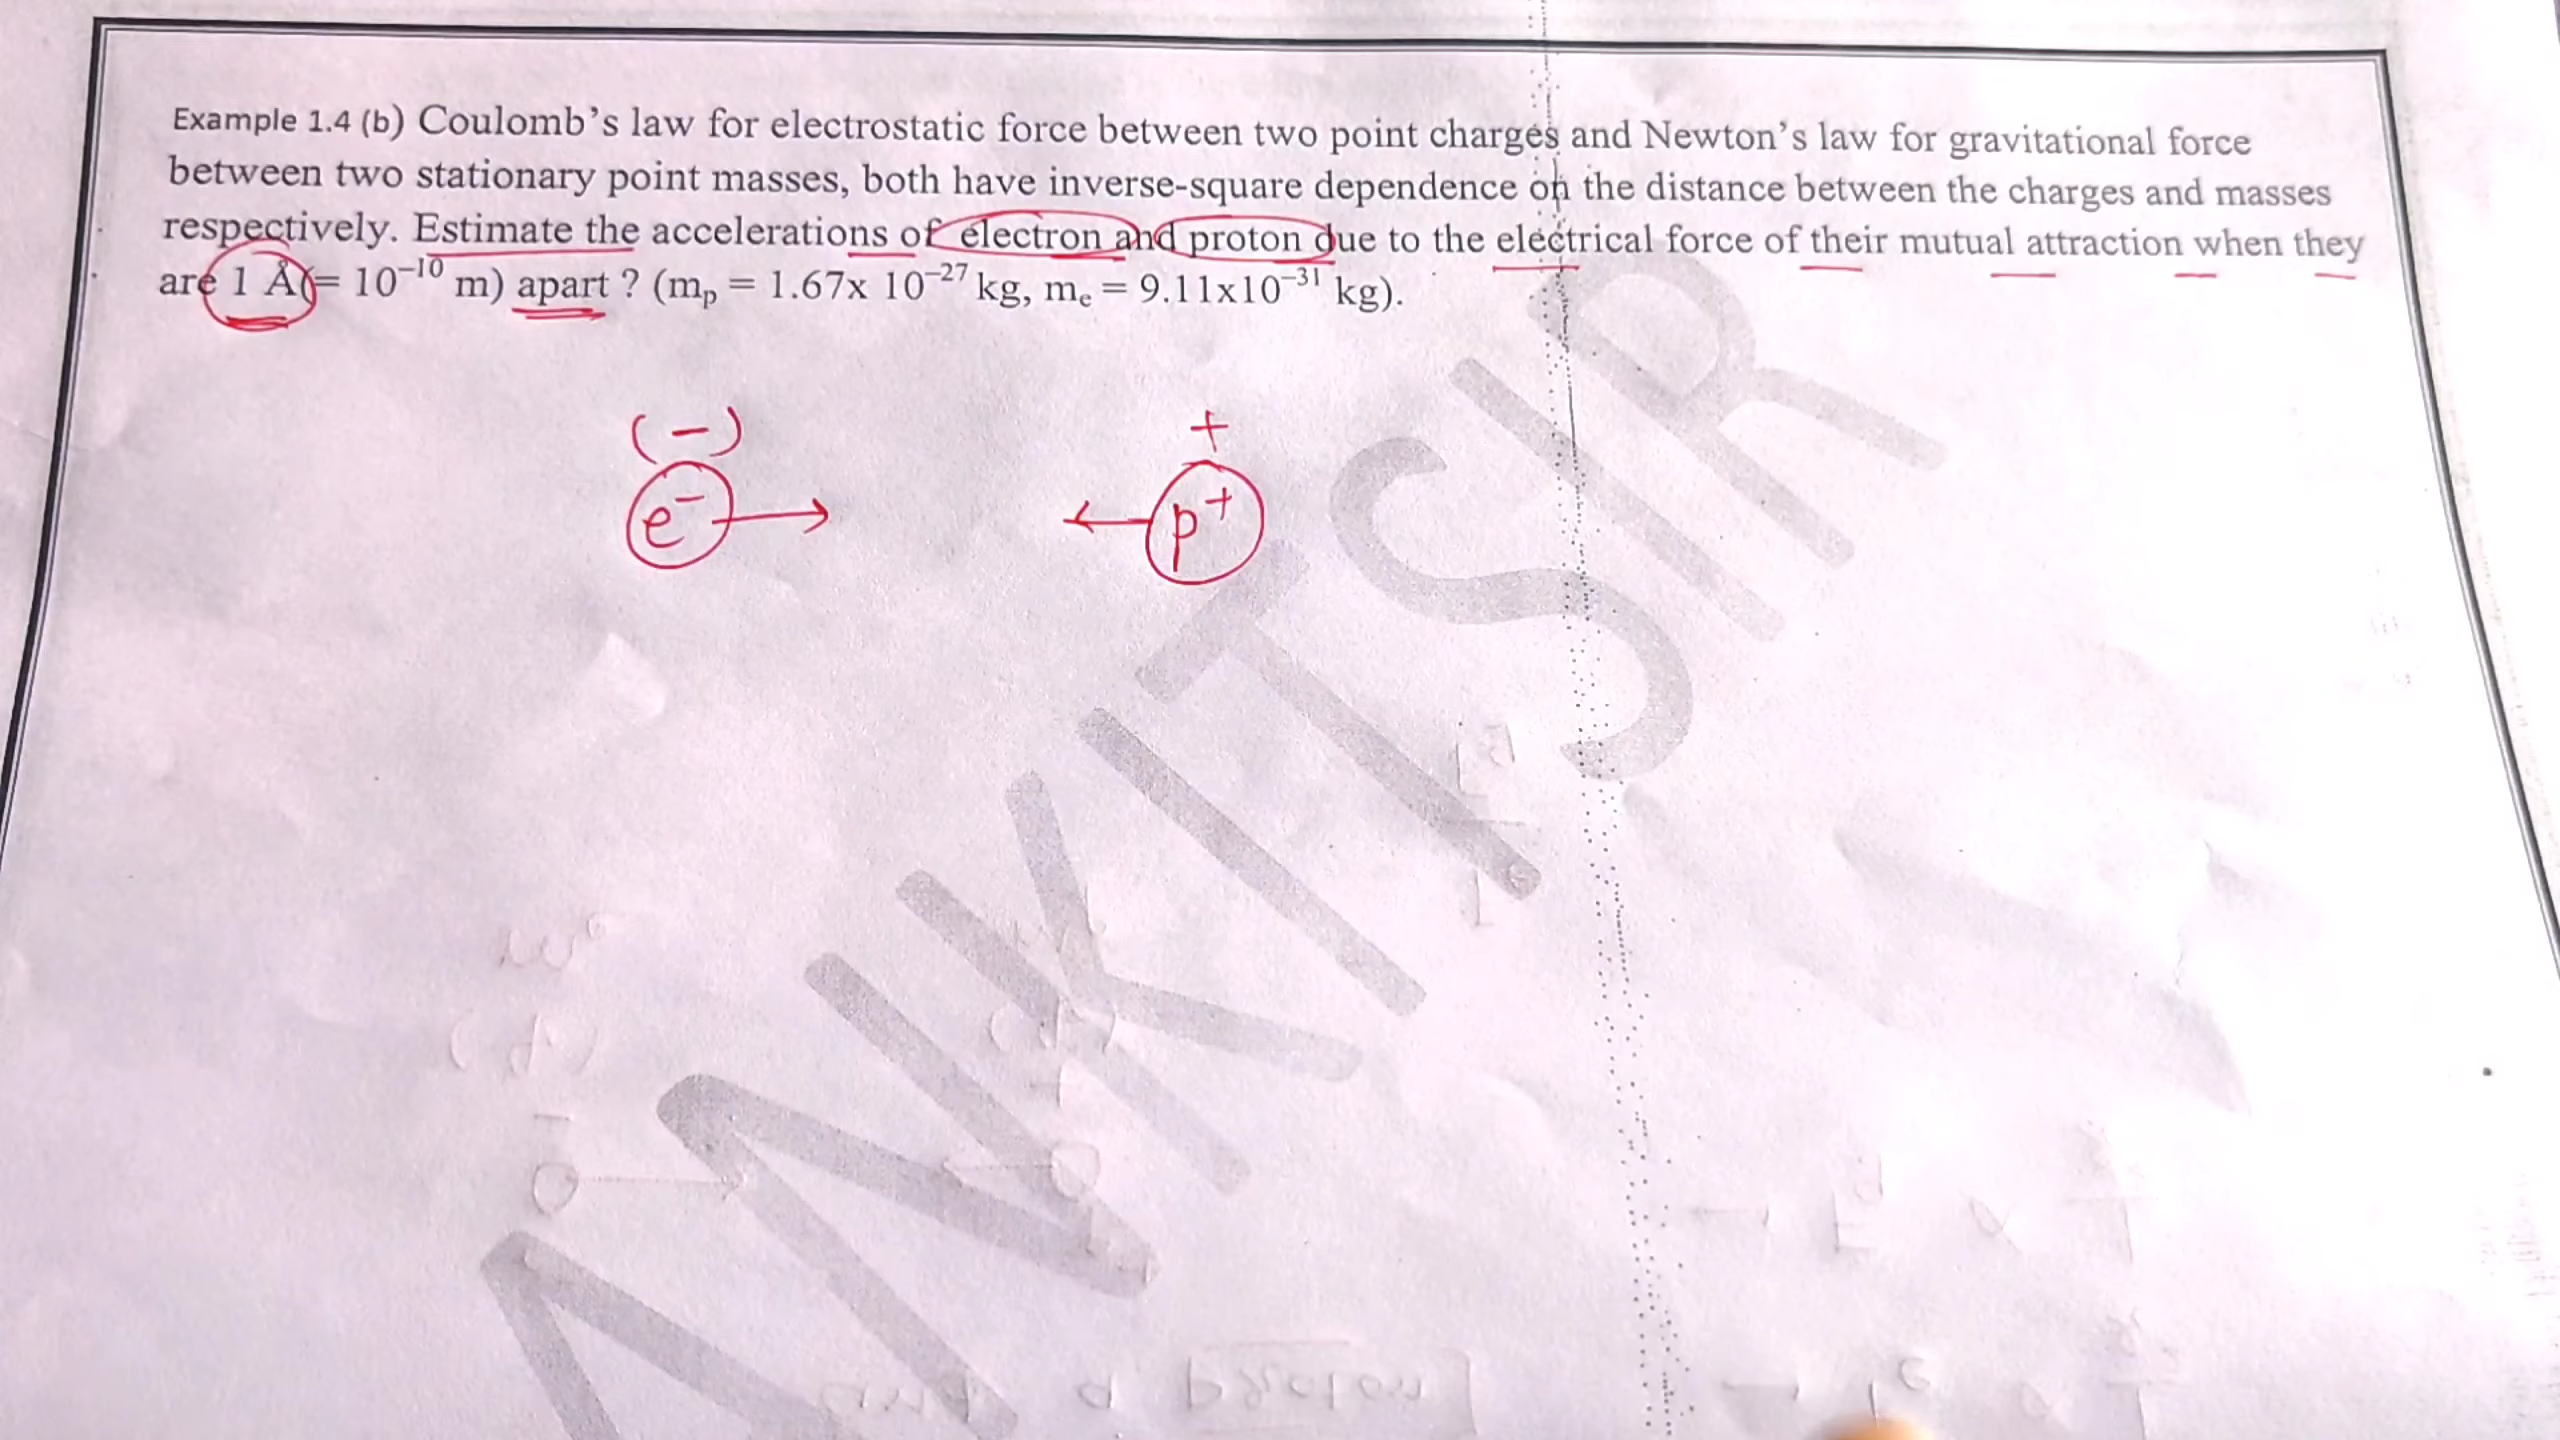 Example 1.4 (b) Coulomb's law for electrostatic force between two point charges and Newton's law for gravitational force
between two stationary point masses, both have inverse-square dependence on the distance between the charges and masses
respectively. Estimate the accelerations of electron and proton due to the electrical force of their mutual attraction when they
are 1 Å (= 10⁻¹⁰ m) apart ? (mₚ = 1.67x 10⁻²⁷ kg, mₑ = 9.11x10⁻³¹ kg).
(-) +
e⁻ p⁺
ANKITSIR